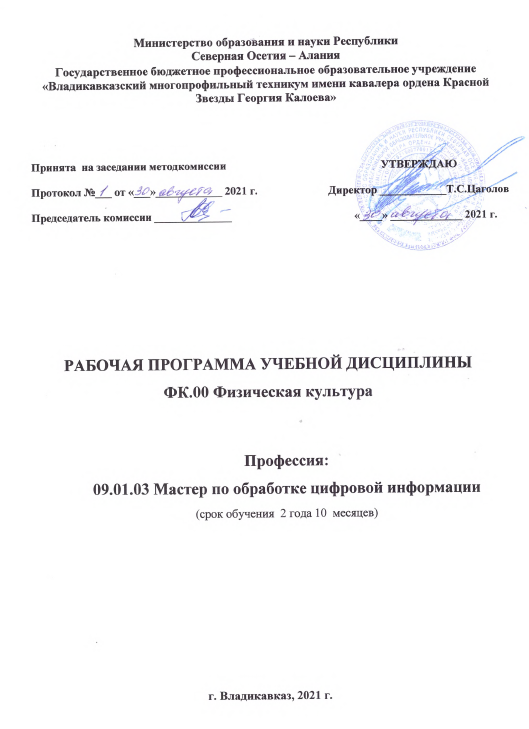 Министерство образования и науки Республики
Северная Осетия – Алания
Государственное бюджетное профессиональное образовательное учреждение
«Владикавказский многопрофильный техникум имени кавалера ордена Красной
Звезды Георгия Калоева»
Принята на заседании методкомиссии
Протокол № 1 от «30» августа 2021 г.
Председатель комиссии
УТВЕРЖДАЮ
Директор Т.С.Цаголов
«30» августа 2021 г.
РАБОЧАЯ ПРОГРАММА УЧЕБНОЙ ДИСЦИПЛИНЫ
ФК.00 Физическая культура
Профессия:
09.01.03 Мастер по обработке цифровой информации
(срок обучения 2 года 10 месяцев)
г. Владикавказ, 2021 г.